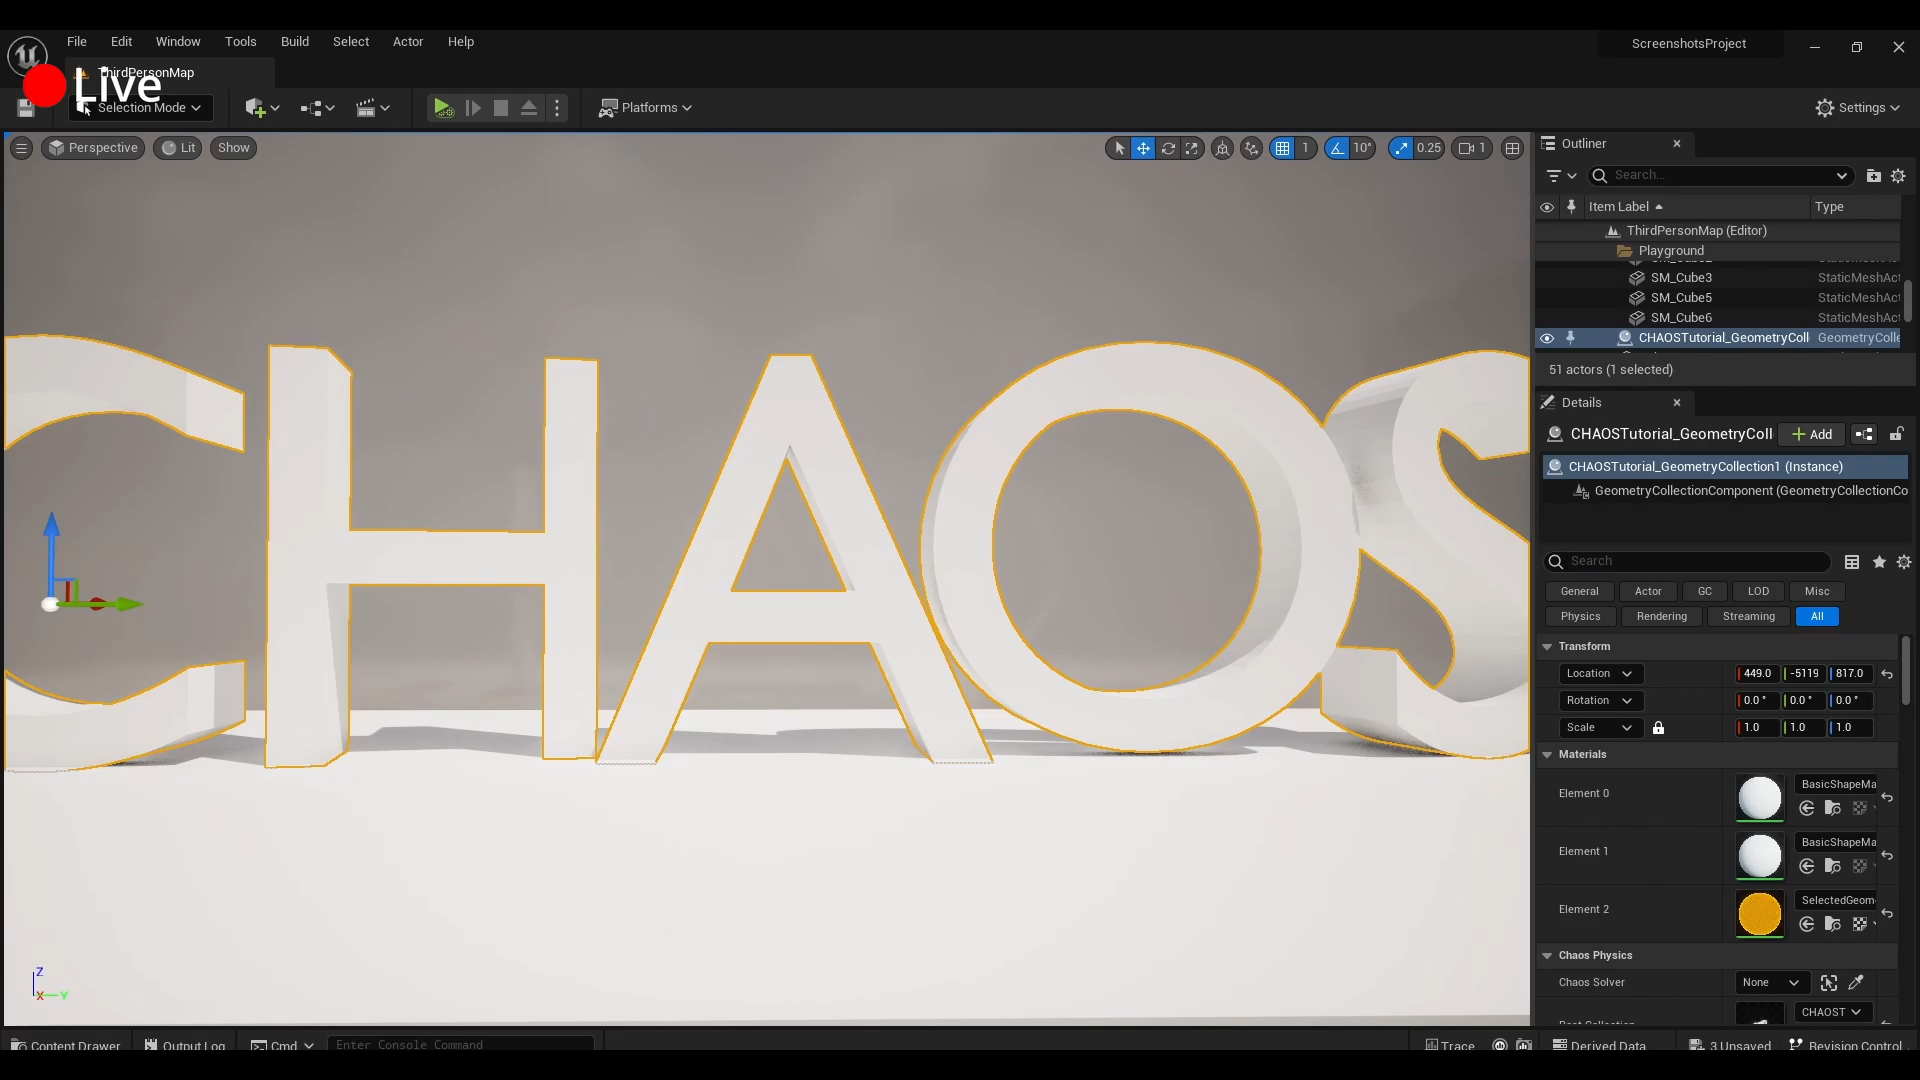 File Edit Window Tools Build Select Actor Help
ScreenshotsProject
ThirdPersonMap
Live
Selection Mode
Platforms
Settings
Perspective Lit Show
1 10° 0.25 1
CHAOS
Z
X Y
Outliner
Search...
Item Label Type
ThirdPersonMap (Editor)
Playground
SM_Cube3 StaticMeshAct
SM_Cube5 StaticMeshAct
SM_Cube6 StaticMeshAct
CHAOSTutorial_GeometryColl GeometryColle
51 actors (1 selected)
Details
CHAOSTutorial_GeometryColl Add
CHAOSTutorial_GeometryCollection1 (Instance)
GeometryCollectionComponent (GeometryCollectionCo
Search
General Actor GC LOD Misc
Physics Rendering Streaming All
Transform
Location 449.0 -5119 817.0
Rotation 0.0 ° 0.0 ° 0.0 °
Scale 1.0 1.0 1.0
Materials
Element 0 BasicShapeMa
Element 1 BasicShapeMa
Element 2 SelectedGeom
Chaos Physics
Chaos Solver None
CHAOST
Content Drawer Output Log Cmd Enter Console Command Trace Derived Data 3 Unsaved Revision Control